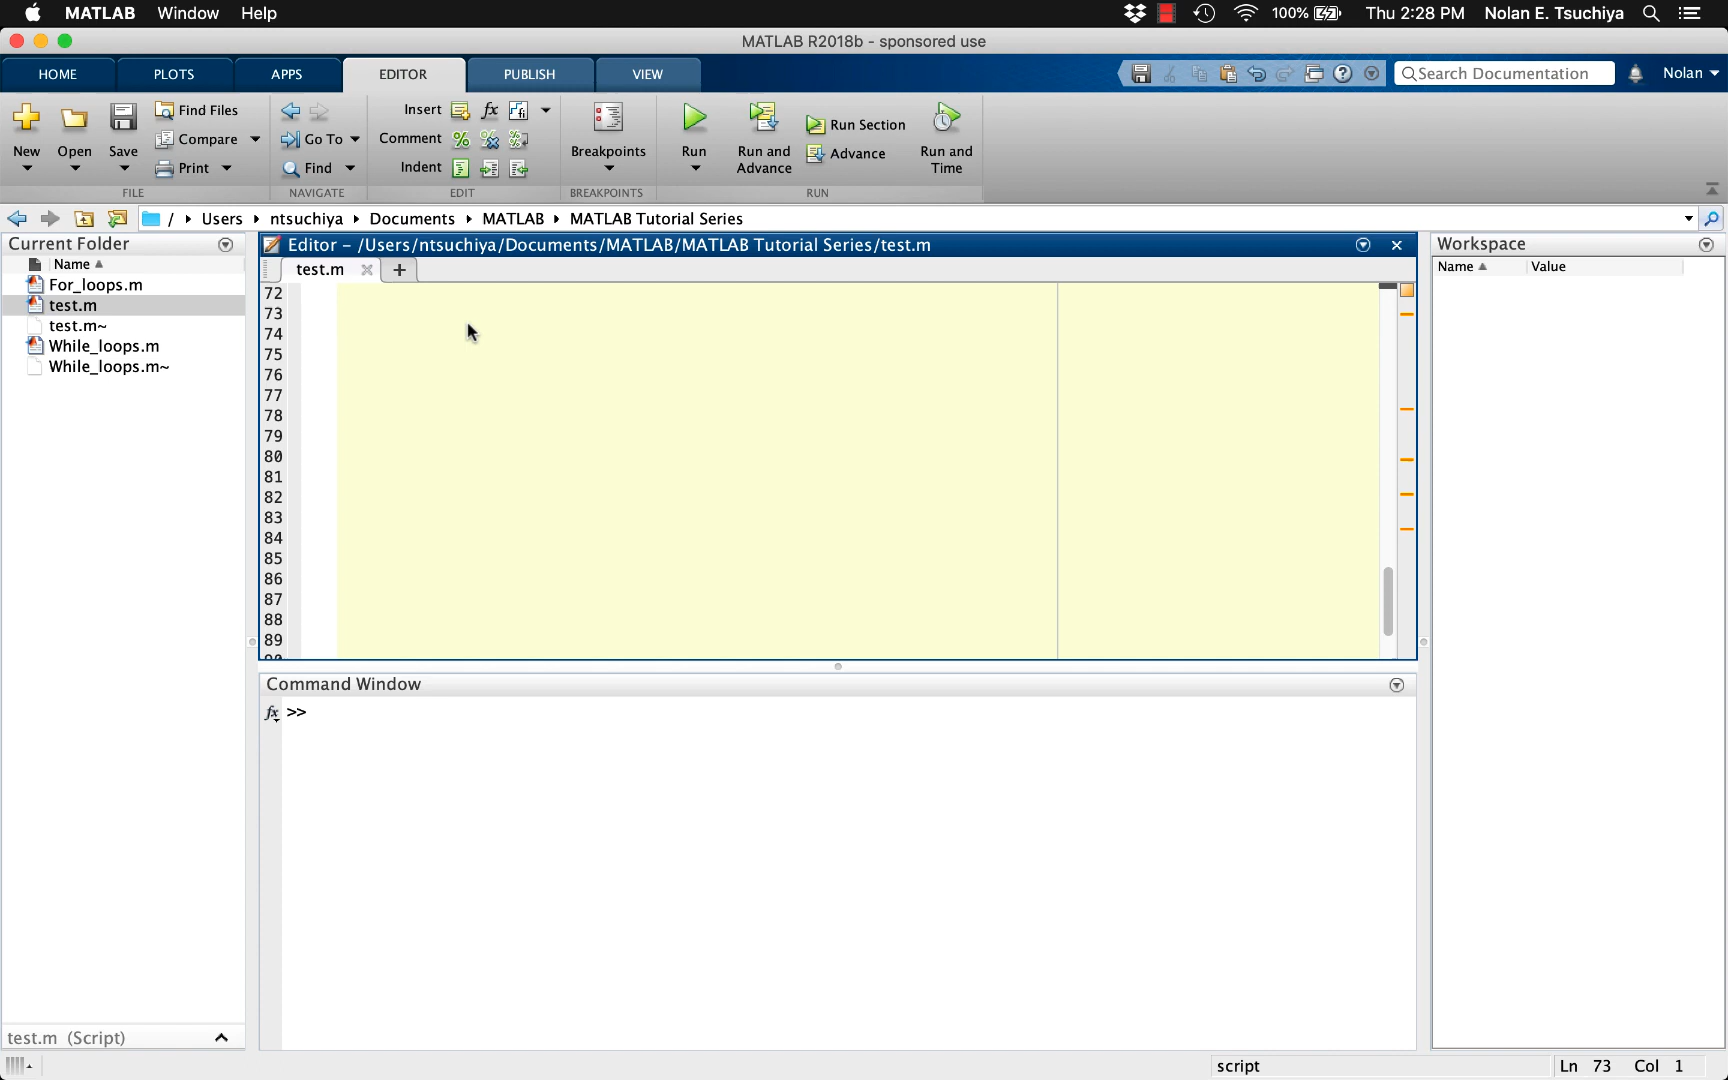 MATLAB Window Help 100% Thu 2:28 PM Nolan E. Tsuchiya
MATLAB R2018b - sponsored use
HOME PLOTS APPS EDITOR PUBLISH VIEW Search Documentation Nolan
New Open Save Find Files Compare Print
FILE
Go To Find
NAVIGATE
Insert fx fi
Comment % % %
Indent
EDIT
Breakpoints
BREAKPOINTS
Run Run and Advance Run Section Advance Run and Time
RUN
/ Users ntsuchiya Documents MATLAB MATLAB Tutorial Series
Current Folder
Name
For_loops.m
test.m
test.m~
While_loops.m
While_loops.m~
test.m (Script)
Editor – /Users/ntsuchiya/Documents/MATLAB/MATLAB Tutorial Series/test.m
test.m +
72
73
74
75
76
77
78
79
80
81
82
83
84
85
86
87
88
89
Command Window
fx >>
Workspace
Name Value
script Ln 73 Col 1